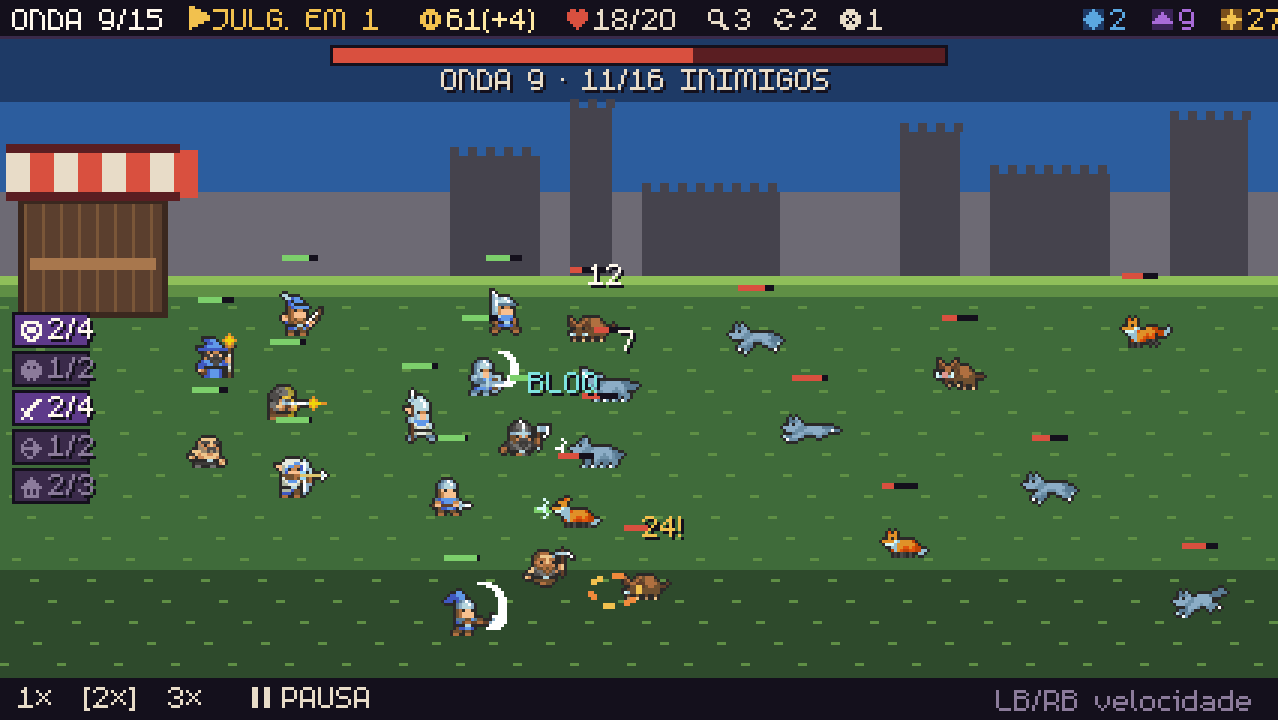 ONDA 9/15 JULG. EM 1 61(+4) 18/20 3 2 1 2 9 27
ONDA 9 · 11/16 INIMIGOS
12
7
2/4
1/2
BLOQ
2/4
1/2
2/3
24!
1× [2×] 3× PAUSA LB/RB velocidade